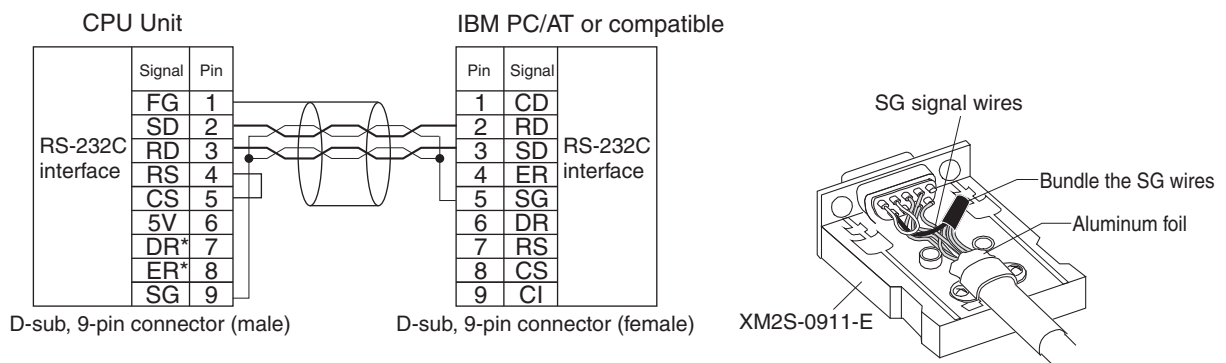 CPU Unit
IBM PC/AT or compatible
RS-232C interface
Signal Pin
FG 1
SD 2
RD 3
RS 4
CS 5
5V 6
DR* 7
ER* 8
SG 9
D-sub, 9-pin connector (male)
Pin Signal
1 CD
2 RD
3 SD
4 ER
5 SG
6 DR
7 RS
8 CS
9 CI
RS-232C interface
D-sub, 9-pin connector (female)
SG signal wires
Bundle the SG wires
Aluminum foil
XM2S-0911-E